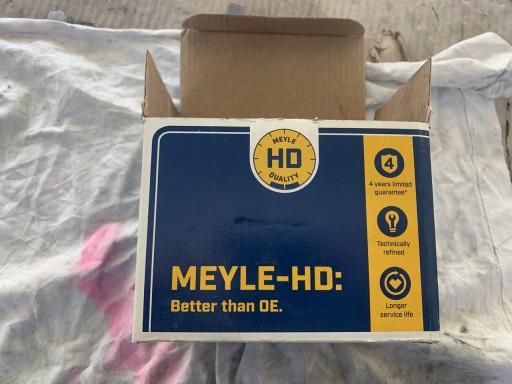 MEYLE
HD
QUALITY
4
4 years limited
guarantee*
Technically
refined
Longer
service life
MEYLE-HD:
Better than OE.